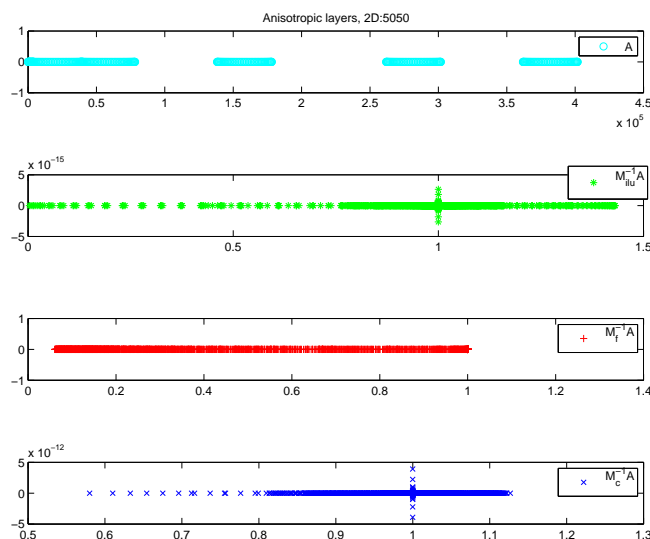 Anisotropic layers, 2D:5050
1
0
−1
0 0.5 1 1.5 2 2.5 3 3.5 4 4.5
x 10^5
A
x 10^−15
5
0
−5
0 0.5 1 1.5
M_ilu^−1A
1
0
−1
0 0.2 0.4 0.6 0.8 1 1.2 1.4
M_f^−1A
x 10^−12
5
0
−5
0.5 0.6 0.7 0.8 0.9 1 1.1 1.2 1.3
M_c^−1A